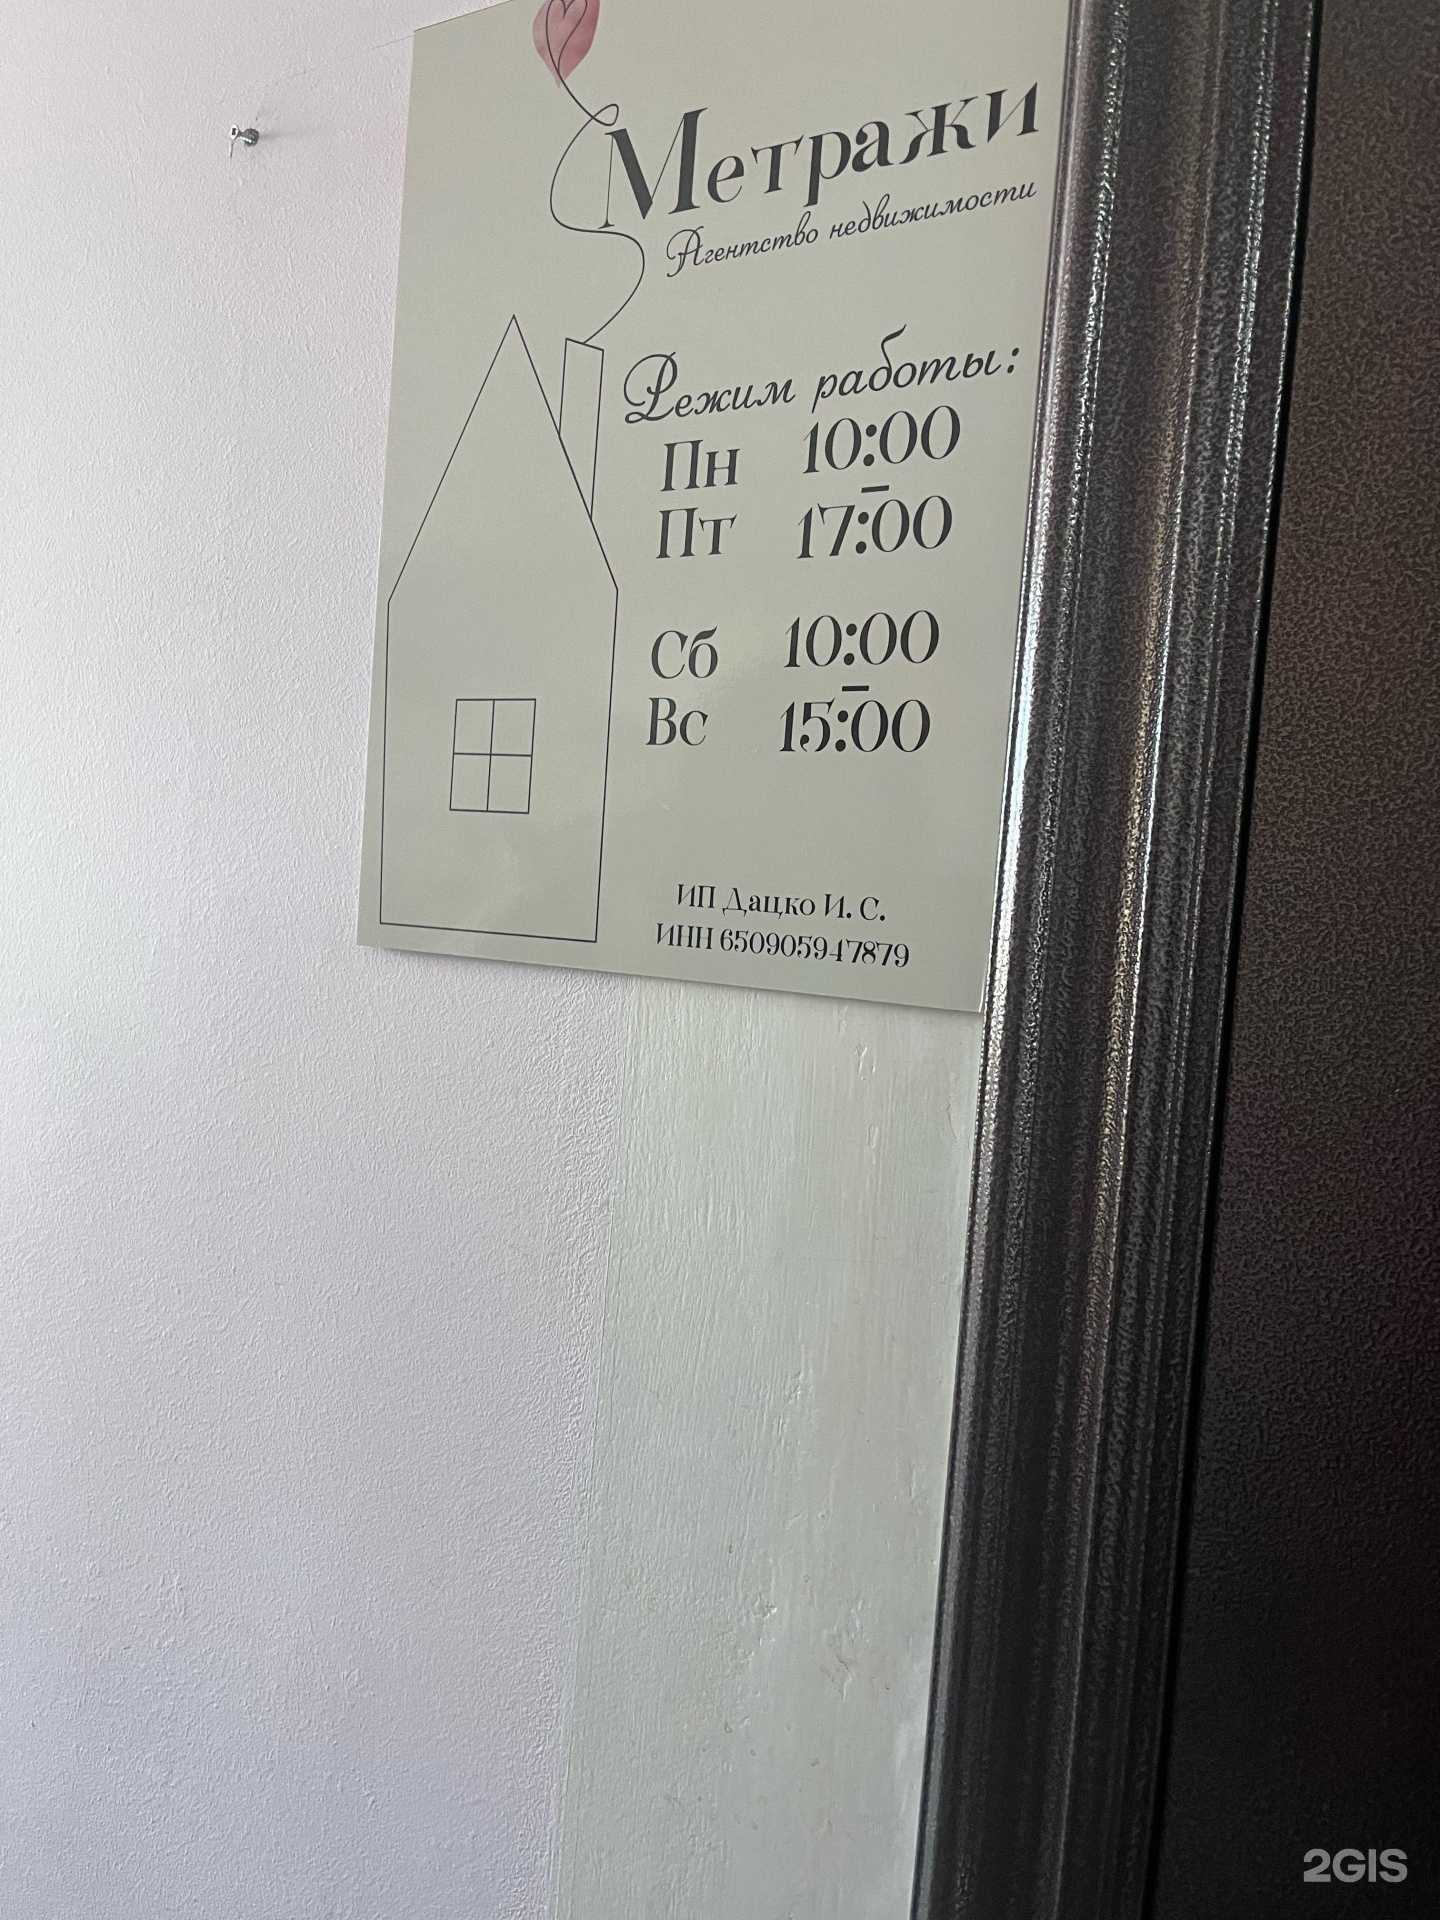 Метражи
Агентство недвижимости
Режим работы:
Пн 10:00
–
Пт 17:00
Сб 10:00
–
Вс 15:00
ИП Дацко И. С.
ИНН 650905947879
2GIS